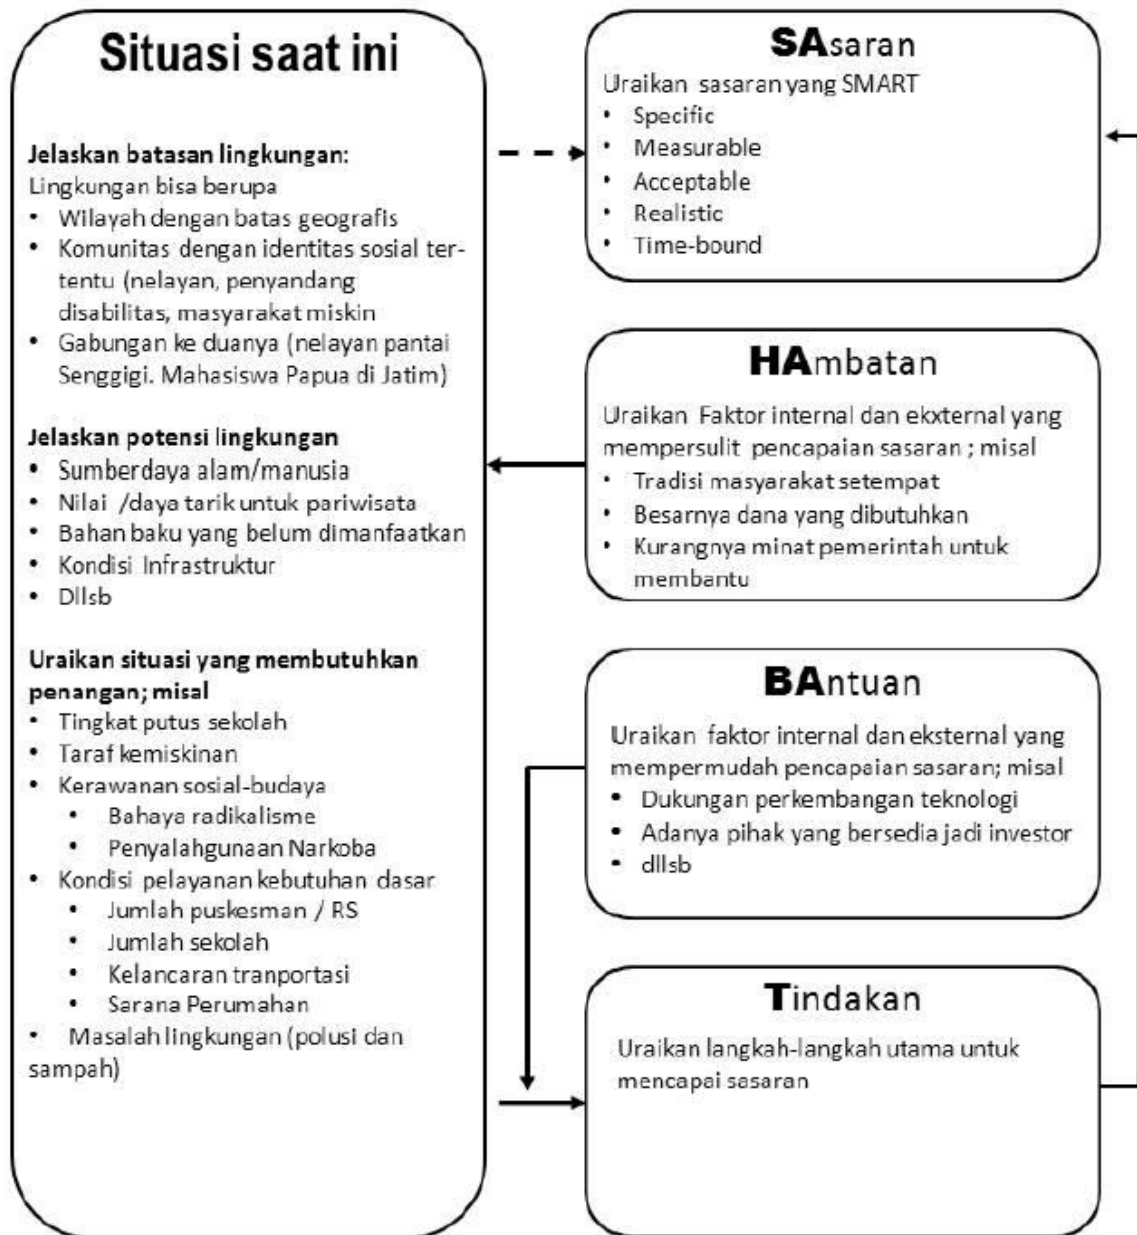 Situasi saat ini
Jelaskan batasan lingkungan:
Lingkungan bisa berupa
• Wilayah dengan batas geografis
• Komunitas dengan identitas sosial ter-
tentu (nelayan, penyandang
disabilitas, masyarakat miskin
• Gabungan ke duanya (nelayan pantai
Senggigi. Mahasiswa Papua di Jatim)
Jelaskan potensi lingkungan
• Sumberdaya alam/manusia
• Nilai /daya tarik untuk pariwisata
• Bahan baku yang belum dimanfaatkan
• Kondisi Infrastruktur
• Dllsb
Uraikan situasi yang membutuhkan
penangan; misal
• Tingkat putus sekolah
• Taraf kemiskinan
• Kerawanan sosial-budaya
• Bahaya radikalisme
• Penyalahgunaan Narkoba
• Kondisi pelayanan kebutuhan dasar
• Jumlah puskesman / RS
• Jumlah sekolah
• Kelancaran tranportasi
• Sarana Perumahan
• Masalah lingkungan (polusi dan
sampah)
SAsaran
Uraikan sasaran yang SMART
• Specific
• Measurable
• Acceptable
• Realistic
• Time-bound
HAmbatan
Uraikan Faktor internal dan ekxternal yang
mempersulit pencapaian sasaran ; misal
• Tradisi masyarakat setempat
• Besarnya dana yang dibutuhkan
• Kurangnya minat pemerintah untuk
membantu
BAntuan
Uraikan faktor internal dan eksternal yang
mempermudah pencapaian sasaran; misal
• Dukungan perkembangan teknologi
• Adanya pihak yang bersedia jadi investor
• dllsb
Tindakan
Uraikan langkah-langkah utama untuk
mencapai sasaran